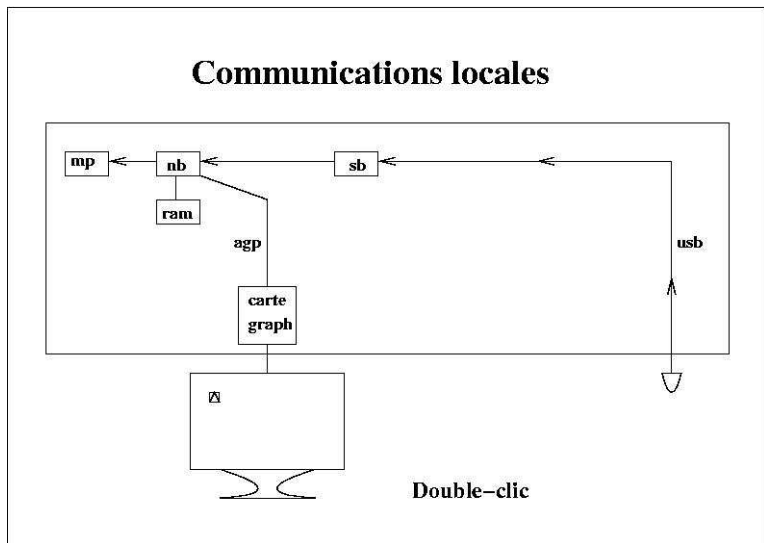 Communications locales
mp
nb
sb
ram
agp
usb
carte
graph
Double-clic